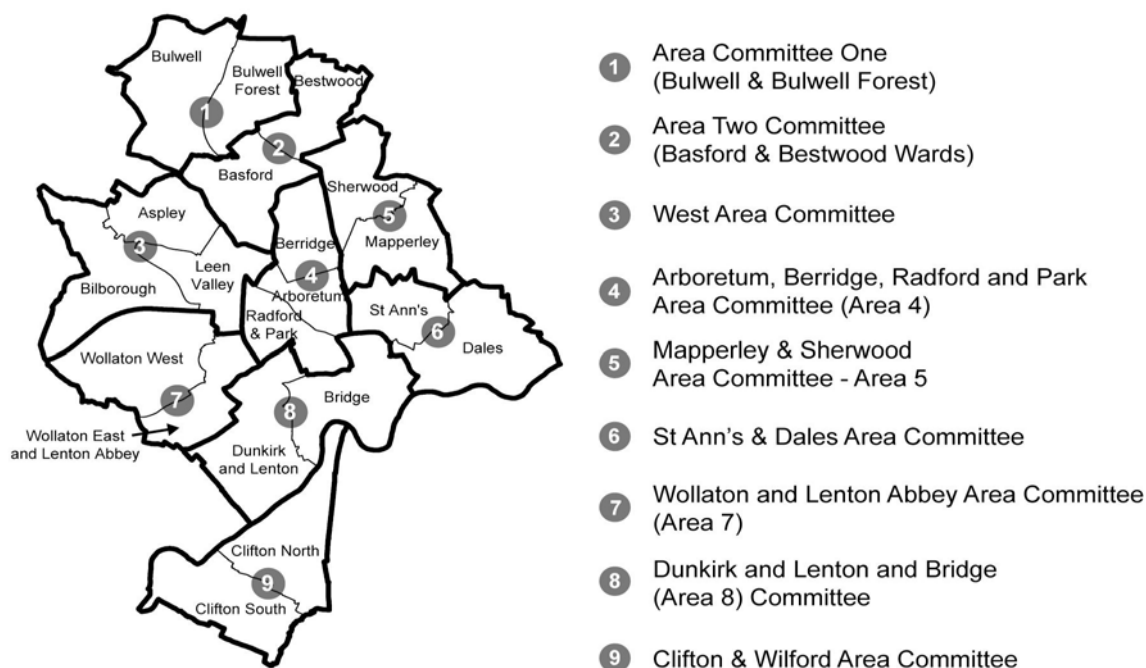 Bulwell
Bulwell
Forest
Bestwood
1
2
Basford
Sherwood
5
Mapperley
Aspley
3
Leen
Valley
Bilborough
Berridge
4
Arboretum
Radford
& Park
St Ann's
6
Dales
Wollaton West
7
Wollaton East
and Lenton Abbey
Bridge
8
Dunkirk
and Lenton
Clifton North
9
Clifton South
1
Area Committee One
(Bulwell & Bulwell Forest)
2
Area Two Committee
(Basford & Bestwood Wards)
3
West Area Committee
4
Arboretum, Berridge, Radford and Park
Area Committee (Area 4)
5
Mapperley & Sherwood
Area Committee - Area 5
6
St Ann's & Dales Area Committee
7
Wollaton and Lenton Abbey Area Committee
(Area 7)
8
Dunkirk and Lenton and Bridge
(Area 8) Committee
9
Clifton & Wilford Area Committee